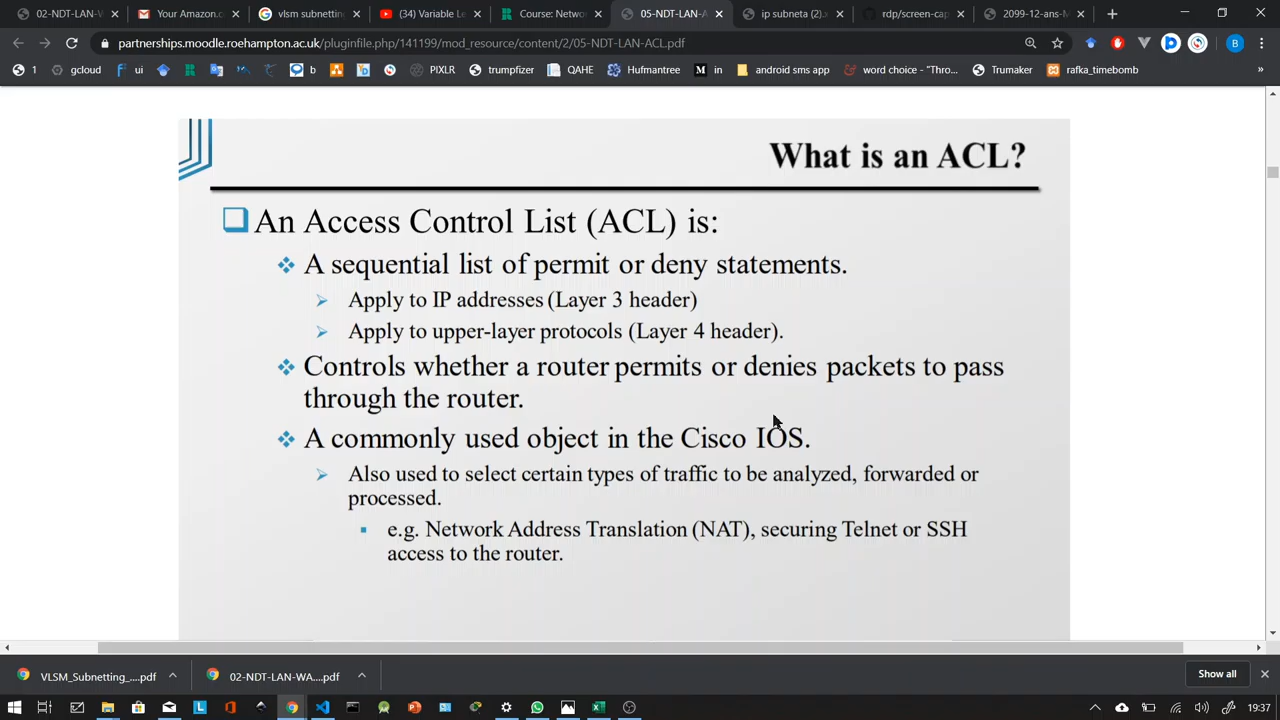 02-NDT-LAN-W
Your Amazon.c
vlsm subnetting
(34) Variable Le
Course: Netwo
05-NDT-LAN-A
ip subneta (2).x
rdp/screen-cap
2099-12-ans-M
partnerships.moodle.roehampton.ac.uk/pluginfile.php/141199/mod_resource/content/2/05-NDT-LAN-ACL.pdf
B
1
gcloud
ui
b
PIXLR
trumpfizer
QAHE
Hufmantree
in
android sms app
word choice - "Thro...
Trumaker
rafka_timebomb
»
What is an ACL?
An Access Control List (ACL) is:
A sequential list of permit or deny statements.
Apply to IP addresses (Layer 3 header)
Apply to upper-layer protocols (Layer 4 header).
Controls whether a router permits or denies packets to pass
through the router.
A commonly used object in the Cisco IOS.
Also used to select certain types of traffic to be analyzed, forwarded or
processed.
e.g. Network Address Translation (NAT), securing Telnet or SSH
access to the router.
VLSM_Subnetting_....pdf
02-NDT-LAN-WA....pdf
Show all
19:37